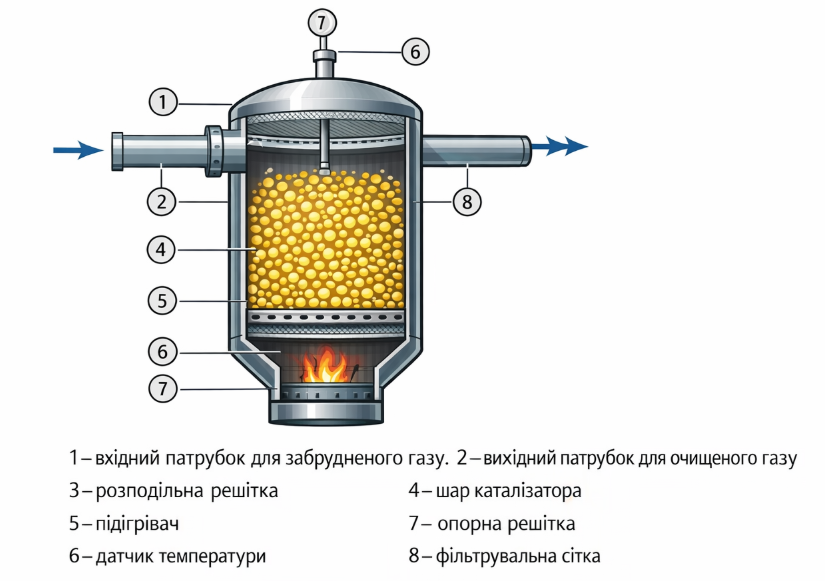 7
6
1
2
8
4
5
6
7
1–вхідний патрубок для забрудненого газу. 2–вихідний патрубок для очищеного газу
3–розподільна решітка 4– шар каталізатора
5–підігрівач 7– опорна решітка
6–датчик температури 8–фільтрувальна сітка